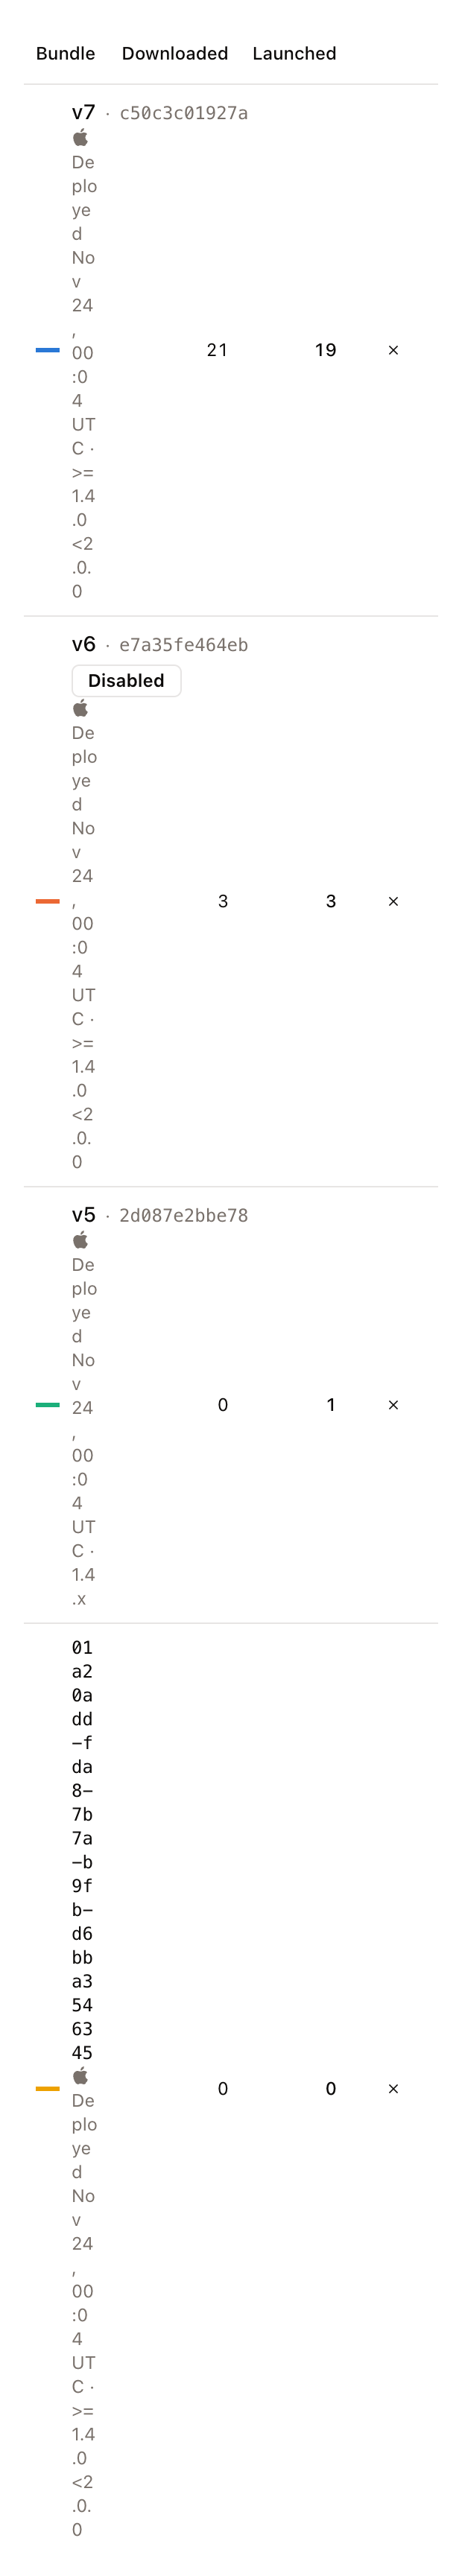 Bundle Downloaded Launched
v7 · c50c3c01927a
De
plo
ye
d
No
v
24
,
00
:0
4
UT
C ·
>=
1.4
.0
<2
.0.
0
21 19 ×
v6 · e7a35fe464eb
Disabled
De
plo
ye
d
No
v
24
,
00
:0
4
UT
C ·
>=
1.4
.0
<2
.0.
0
3 3 ×
v5 · 2d087e2bbe78
De
plo
ye
d
No
v
24
,
00
:0
4
UT
C ·
1.4
.x
0 1 ×
01
a2
0a
dd
-f
da
8-
7b
7a
-b
9f
b-
d6
bb
a3
54
63
45
De
plo
ye
d
No
v
24
,
00
:0
4
UT
C ·
>=
1.4
.0
<2
.0.
0
0 0 ×